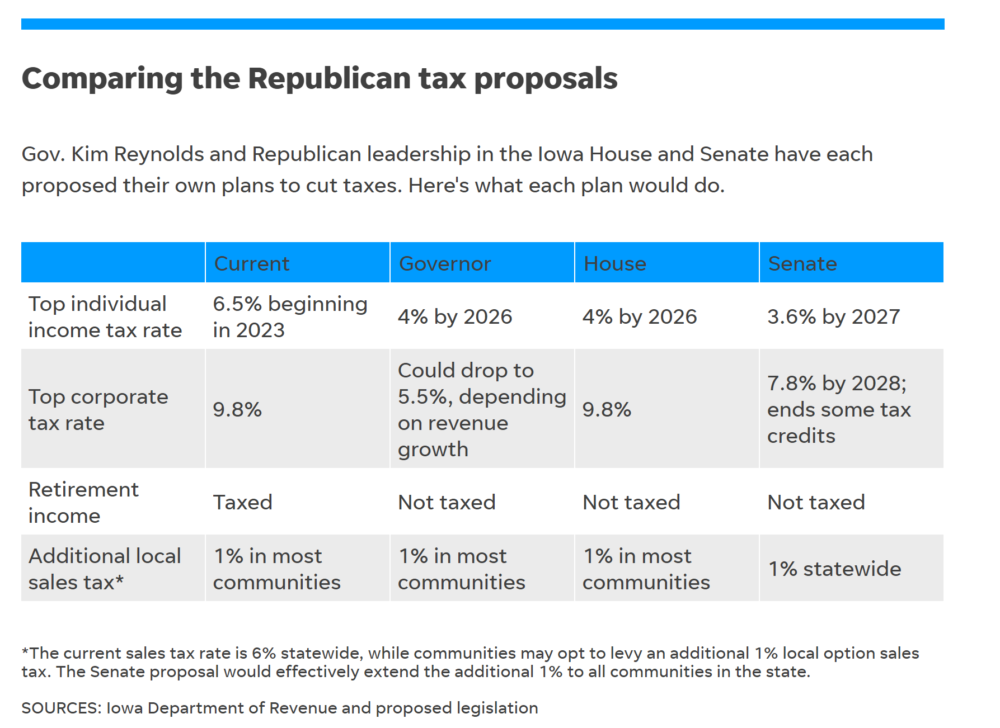 Comparing the Republican tax proposals
Gov. Kim Reynolds and Republican leadership in the Iowa House and Senate have each
proposed their own plans to cut taxes. Here's what each plan would do.
Current Governor House Senate
Top individual
income tax rate
6.5% beginning
in 2023
4% by 2026
4% by 2026
3.6% by 2027
Top corporate
tax rate
9.8%
Could drop to
5.5%, depending
on revenue
growth
9.8%
7.8% by 2028;
ends some tax
credits
Retirement
income
Taxed
Not taxed
Not taxed
Not taxed
Additional local
sales tax*
1% in most
communities
1% in most
communities
1% in most
communities
1% statewide
*The current sales tax rate is 6% statewide, while communities may opt to levy an additional 1% local option sales
tax. The Senate proposal would effectively extend the additional 1% to all communities in the state.
SOURCES: Iowa Department of Revenue and proposed legislation